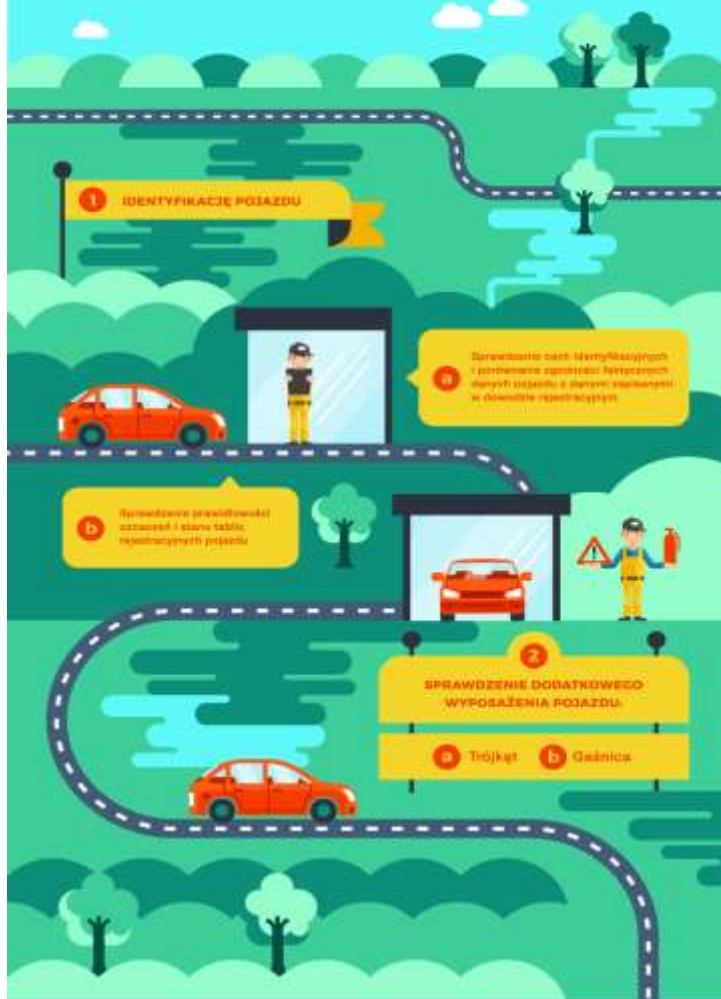 1 IDENTYFIKACJĘ POJAZDU
a Sprawdzenie cech identyfikacyjnych
i porównanie zgodności faktycznych
danych pojazdu z danymi zapisanymi
w dowodzie rejestracyjnym
b Sprawdzenie prawidłowości
oznaczeń i stanu tablic
rejestracyjnych pojazdu
2
SPRAWDZENIE DODATKOWEGO
WYPOSAŻENIA POJAZDU:
a Trójkąt b Gaśnica